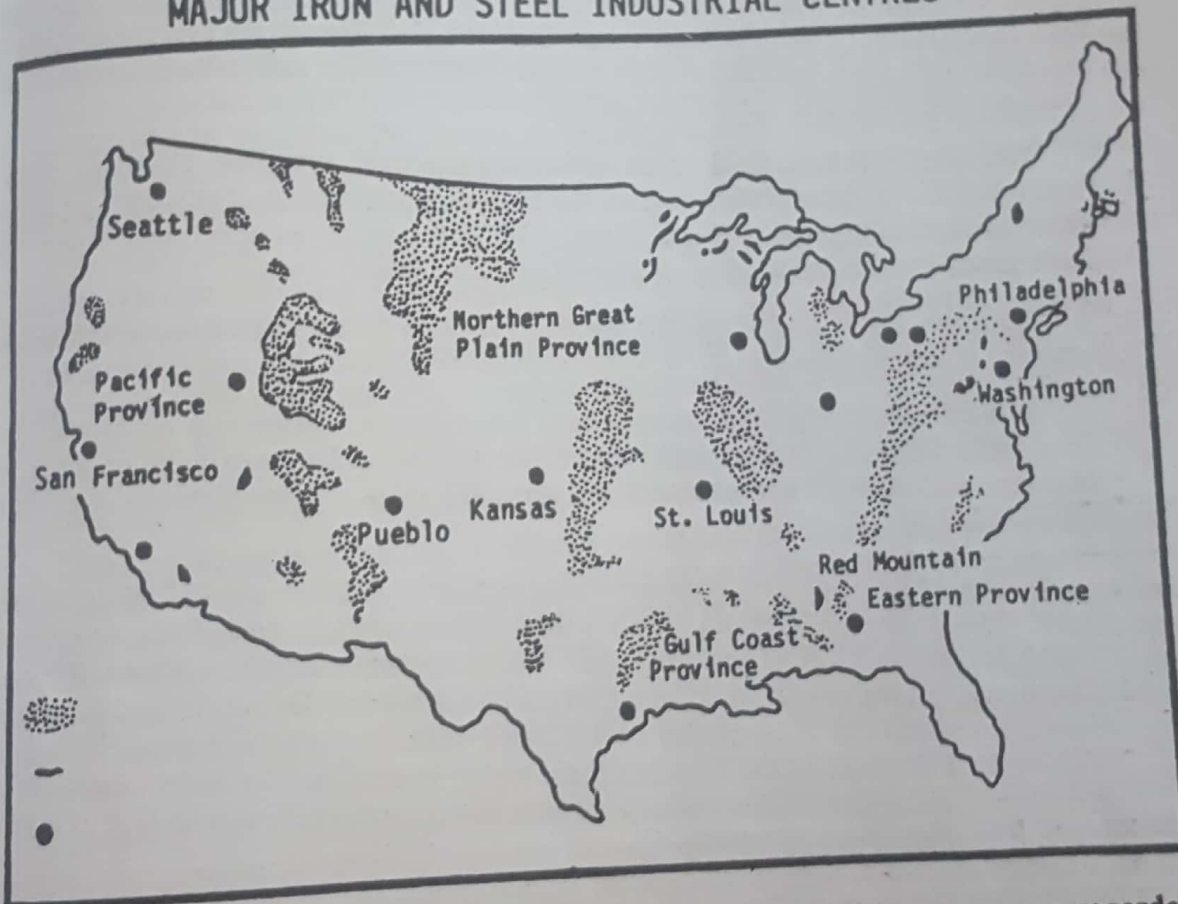 MAJOR IRON AND STEEL INDUSTRIAL CENTRES
Seattle
Northern Great
Plain Province
Philadelphia
Pacific
Province
Washington
San Francisco
Pueblo
Kansas
St. Louis
Red Mountain
Eastern Province
Gulf Coast
Province